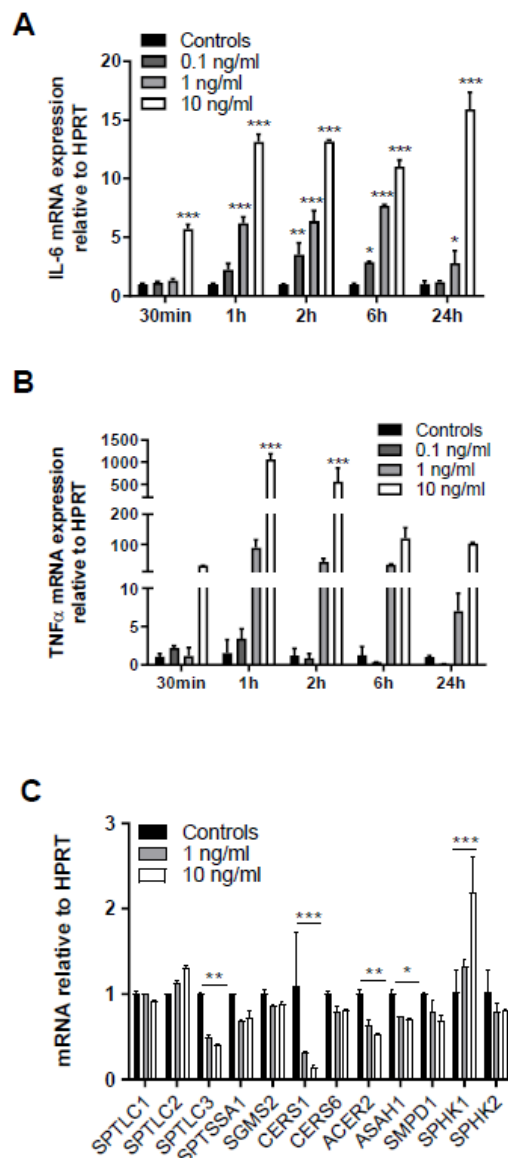 A
Controls
0.1 ng/ml
1 ng/ml
10 ng/ml
IL-6 mRNA expression
relative to HPRT
20
15
10
5
0
***
***
***
**
***
***
*
***
***
*
***
30min 1h 2h 6h 24h
B
Controls
0.1 ng/ml
1 ng/ml
10 ng/ml
TNFα mRNA expression
relative to HPRT
1500
1000
500
200
100
10
5
0
*** ***
30min 1h 2h 6h 24h
C
Controls
1 ng/ml
10 ng/ml
mRNA relative to HPRT
3
2
1
0
** *** ** * ***
SPTLC1
SPTLC2
SPTLC3
SPTSSA1
SGMS2
CERS1
CERS6
ACER2
ASAH1
SMPD1
SPHK1
SPHK2